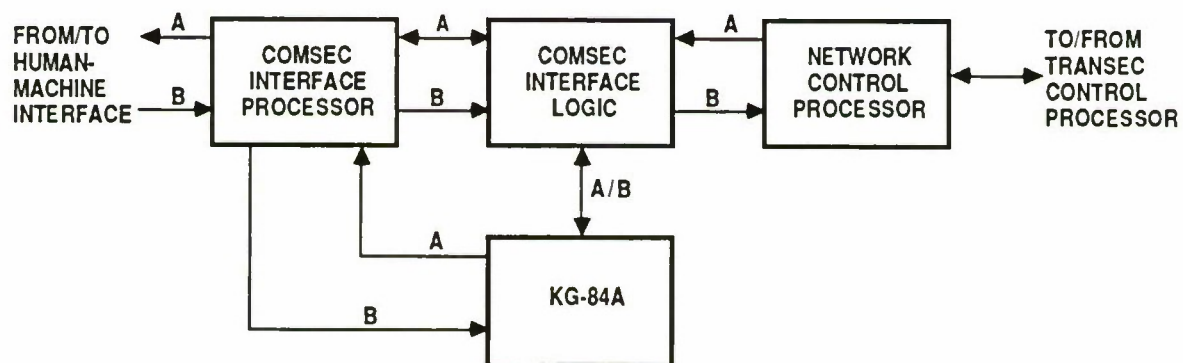 FROM/TO
HUMAN-
MACHINE
INTERFACE
A
B
COMSEC
INTERFACE
PROCESSOR
A
B
COMSEC
INTERFACE
LOGIC
A
B
NETWORK
CONTROL
PROCESSOR
TO/FROM
TRANSEC
CONTROL
PROCESSOR
A/B
A
B
KG-84A